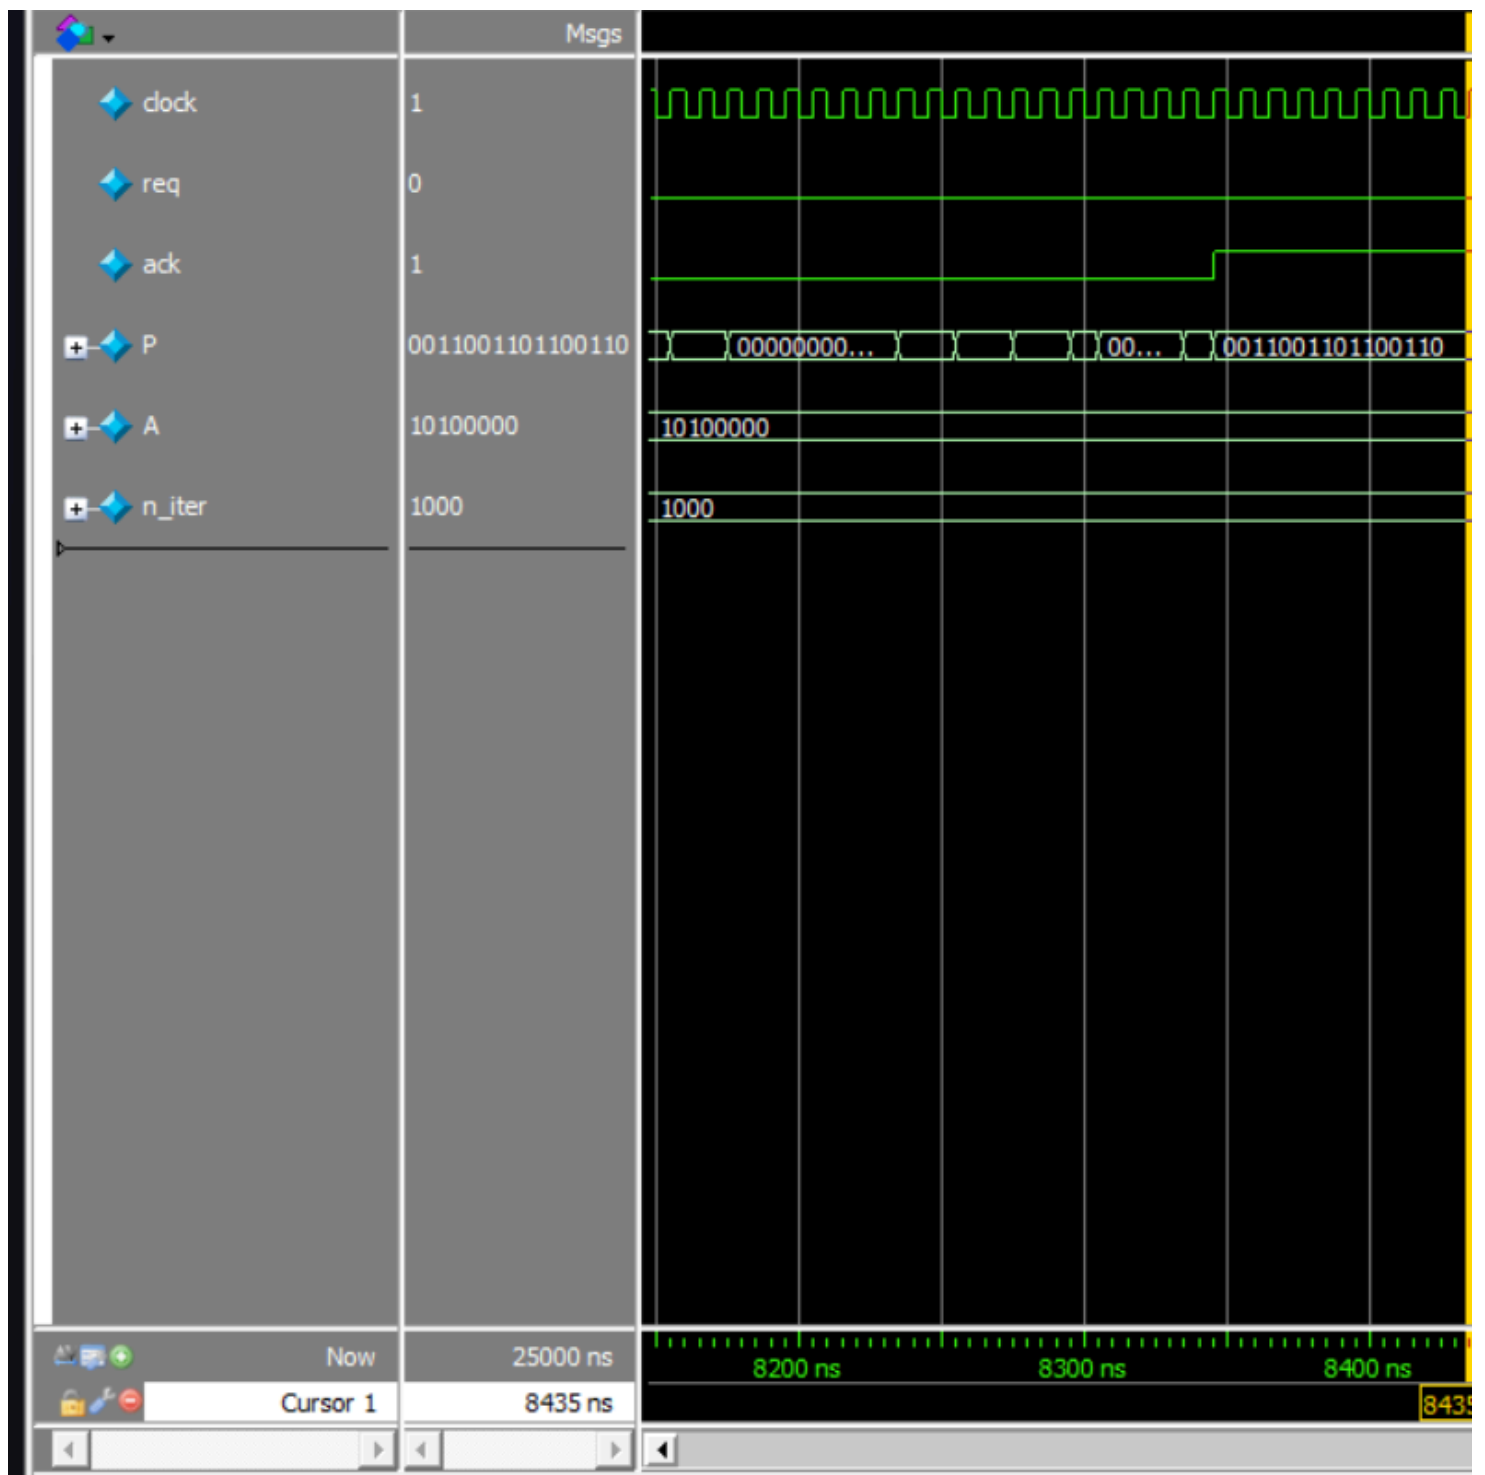 Msgs
clock 1
req 0
ack 1
P 0011001101100110 00000000... 00... 0011001101100110
A 10100000 10100000
n_iter 1000 1000
Now 25000 ns 8200 ns 8300 ns 8400 ns
Cursor 1 8435 ns 8435